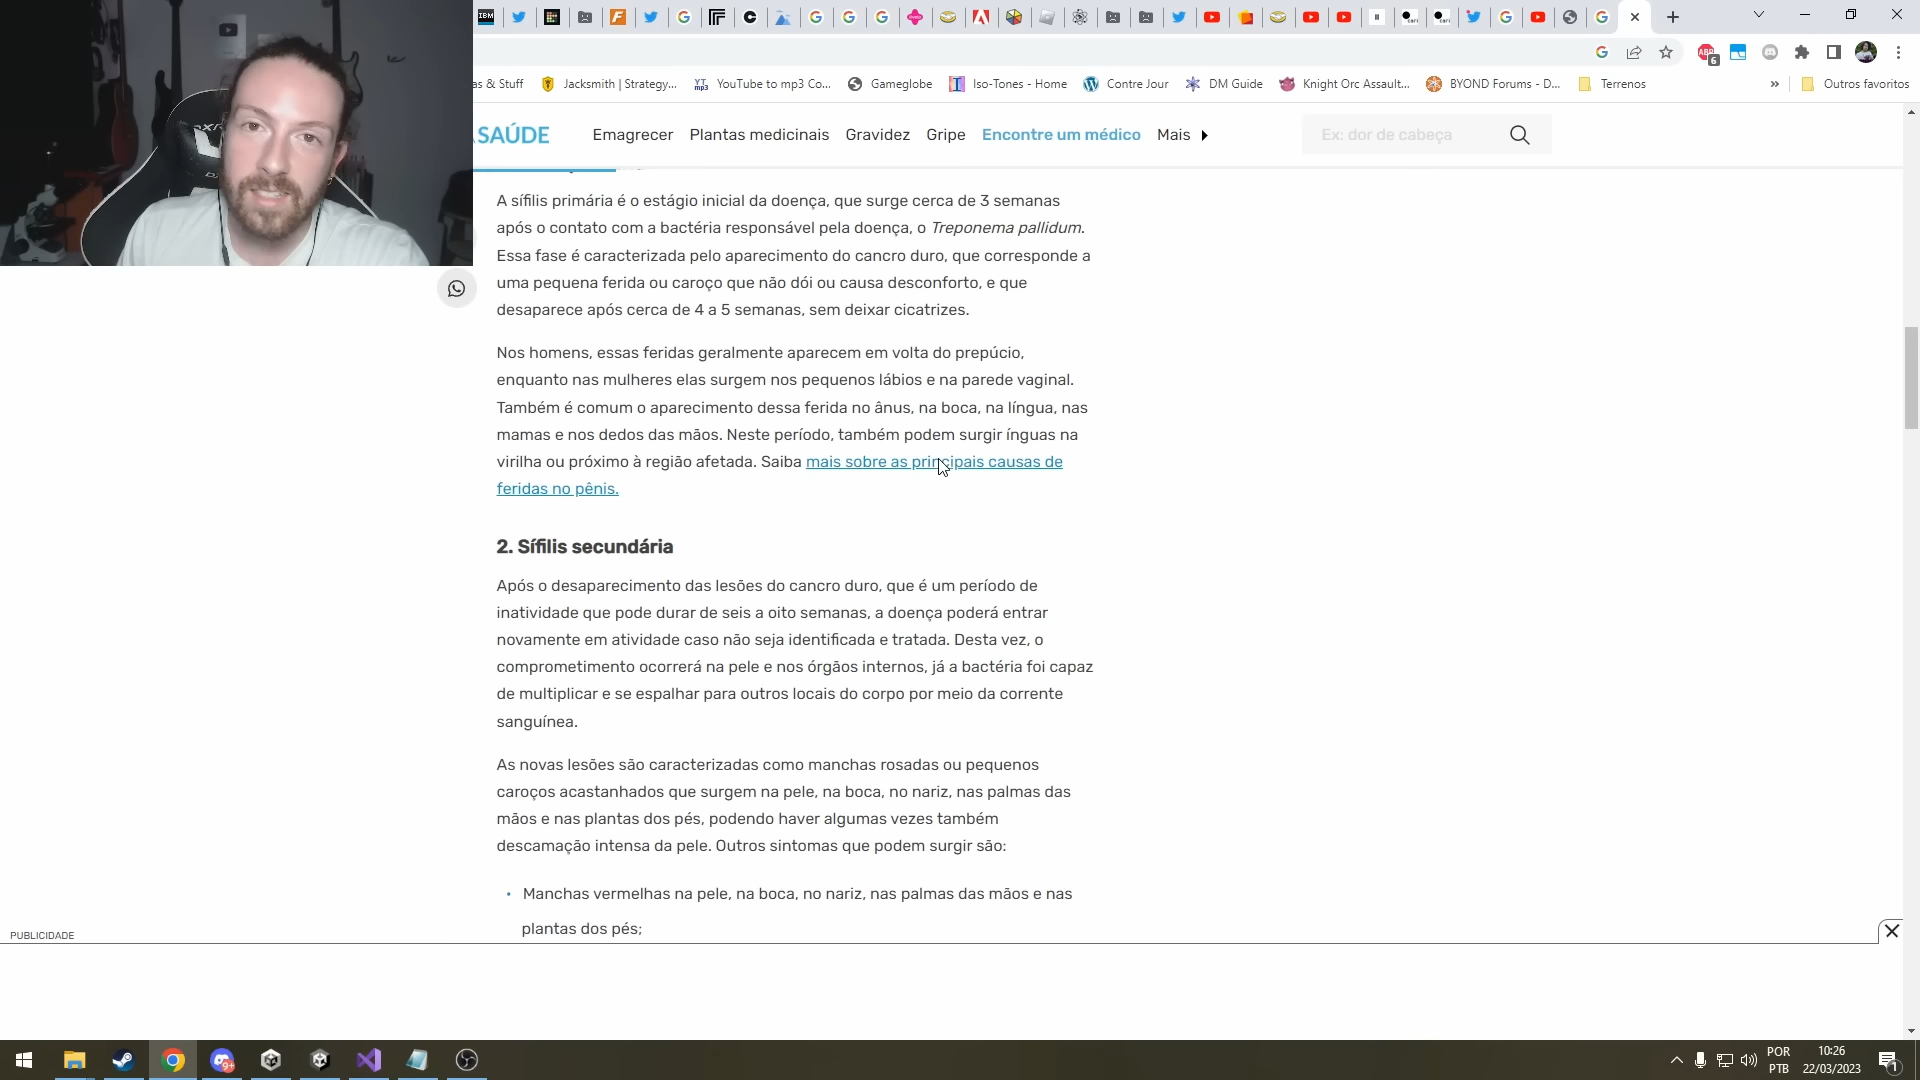 as & Stuff
Jacksmith | Strategy...
YouTube to mp3 Co...
Gameglobe
Iso-Tones - Home
Contre Jour
DM Guide
Knight Orc Assault...
BYOND Forums - D...
Terrenos
Outros favoritos
SAÚDE
Emagrecer
Plantas medicinais
Gravidez
Gripe
Encontre um médico
Mais
Ex: dor de cabeça
A sífilis primária é o estágio inicial da doença, que surge cerca de 3 semanas
após o contato com a bactéria responsável pela doença, o Treponema pallidum.
Essa fase é caracterizada pelo aparecimento do cancro duro, que corresponde a
uma pequena ferida ou caroço que não dói ou causa desconforto, e que
desaparece após cerca de 4 a 5 semanas, sem deixar cicatrizes.
Nos homens, essas feridas geralmente aparecem em volta do prepúcio,
enquanto nas mulheres elas surgem nos pequenos lábios e na parede vaginal.
Também é comum o aparecimento dessa ferida no ânus, na boca, na língua, nas
mamas e nos dedos das mãos. Neste período, também podem surgir ínguas na
virilha ou próximo à região afetada. Saiba mais sobre as principais causas de
feridas no pênis.
2. Sífilis secundária
Após o desaparecimento das lesões do cancro duro, que é um período de
inatividade que pode durar de seis a oito semanas, a doença poderá entrar
novamente em atividade caso não seja identificada e tratada. Desta vez, o
comprometimento ocorrerá na pele e nos órgãos internos, já a bactéria foi capaz
de multiplicar e se espalhar para outros locais do corpo por meio da corrente
sanguínea.
As novas lesões são caracterizadas como manchas rosadas ou pequenos
caroços acastanhados que surgem na pele, na boca, no nariz, nas palmas das
mãos e nas plantas dos pés, podendo haver algumas vezes também
descamação intensa da pele. Outros sintomas que podem surgir são:
• Manchas vermelhas na pele, na boca, no nariz, nas palmas das mãos e nas
plantas dos pés;
PUBLICIDADE
POR
PTB
10:26
22/03/2023